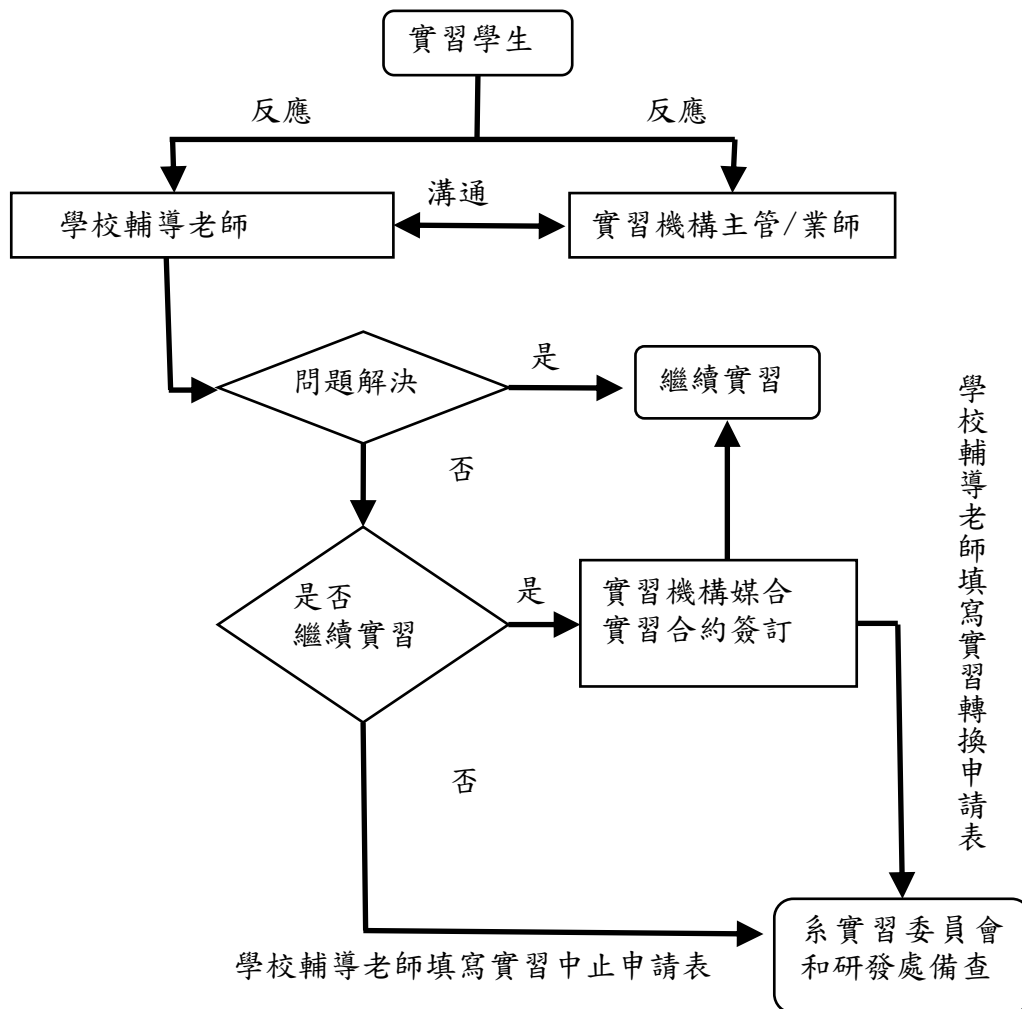 實習學生
反應
反應
溝通
學校輔導老師
實習機構主管/業師
是
問題解決
繼續實習
否
學校輔導老師填寫實習轉換申請表
是否
繼續實習
是
實習機構媒合
實習合約簽訂
否
學校輔導老師填寫實習中止申請表
系實習委員會
和研發處備查